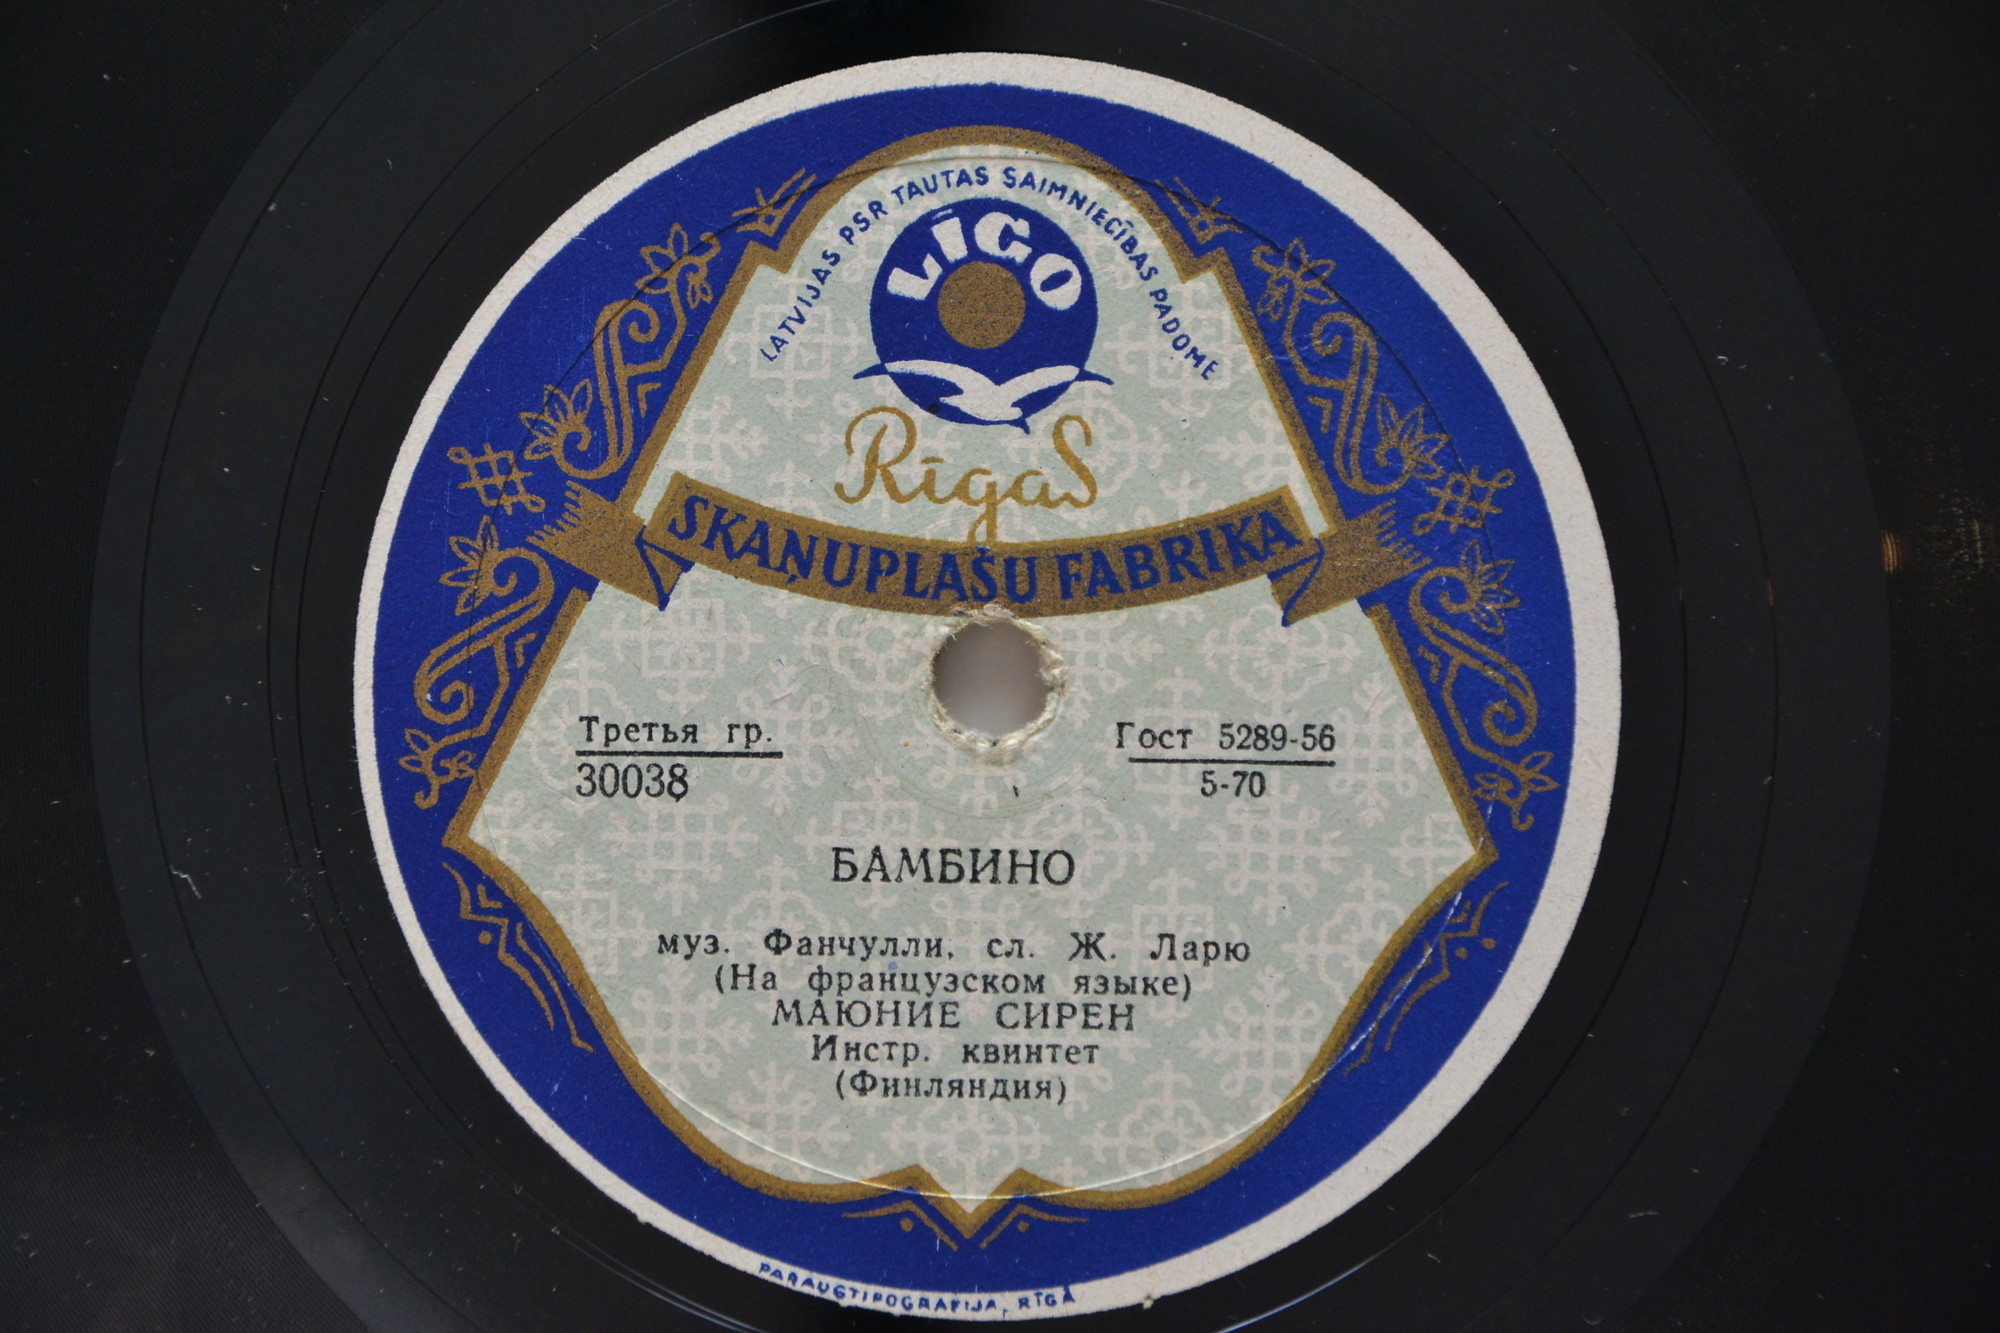 LATVIJAS PSR TAUTAS SAIMNIECĪBAS PADOME
LĪGO
Rīgas
SKAŅUPLAŠU FABRIKA
Третья гр.
30038
Гост 5289-56
5-70
БАМБИНО
муз. Фанчулли, сл. Ж. Ларю
(На французском языке)
МАЮНИЕ СИРЕН
Инстр. квинтет
(Финляндия)
PARAUGTIPOGRAFIJA, RĪGĀ